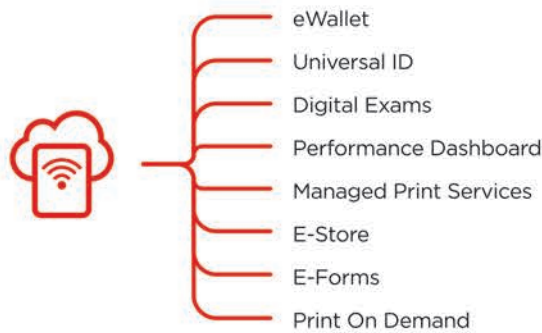 eWallet
Universal ID
Digital Exams
Performance Dashboard
Managed Print Services
E-Store
E-Forms
Print On Demand